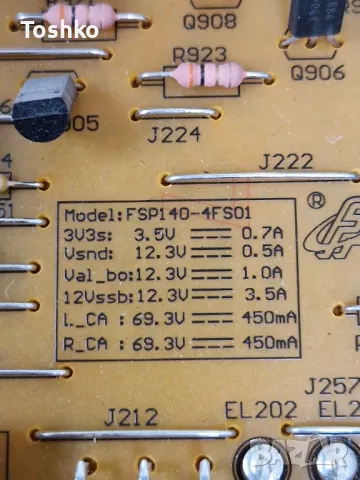 Toshko
Q908
R923
Q906
J224
J222
Model:FSP140-4FS01
3V3s: 3.5V 0.7A
Vsnd: 12.3V 0.5A
Val_bo:12.3V 1.0A
12Vssb:12.3V 3.5A
L_CA : 69.3V 450mA
R_CA : 69.3V 450mA
®
J212
EL202
J257